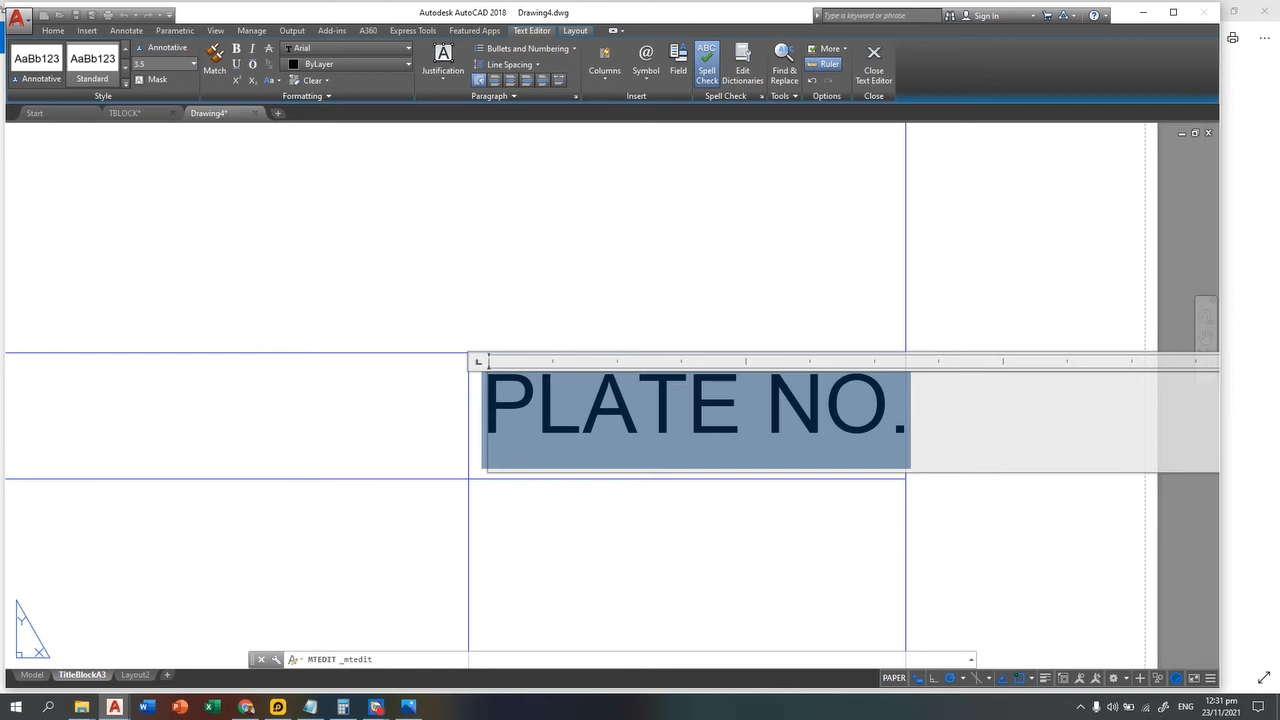 Autodesk AutoCAD 2018 Drawing4.dwg
Type a keyword or phrase
Sign In
Home Insert Annotate Parametric View Manage Output Add-ins A360 Express Tools Featured Apps Text Editor Layout
AaBb123 AaBb123
Annotative Standard
Annotative
3.5
Mask
Style
Match
B I A
U O
Arial
ByLayer
Clear
Formatting
Justification
Bullets and Numbering
Line Spacing
Paragraph
Columns
@
Symbol
Field
Insert
ABC
Spell Check
Edit Dictionaries
Spell Check
Find & Replace
Tools
More
Ruler
Options
Close Text Editor
Close
Start TBLOCK* Drawing4*
PLATE NO.
Y
X
MTEDIT _mtedit
Model TitleBlockA3 Layout2 +
PAPER
ENG
12:31 pm
23/11/2021